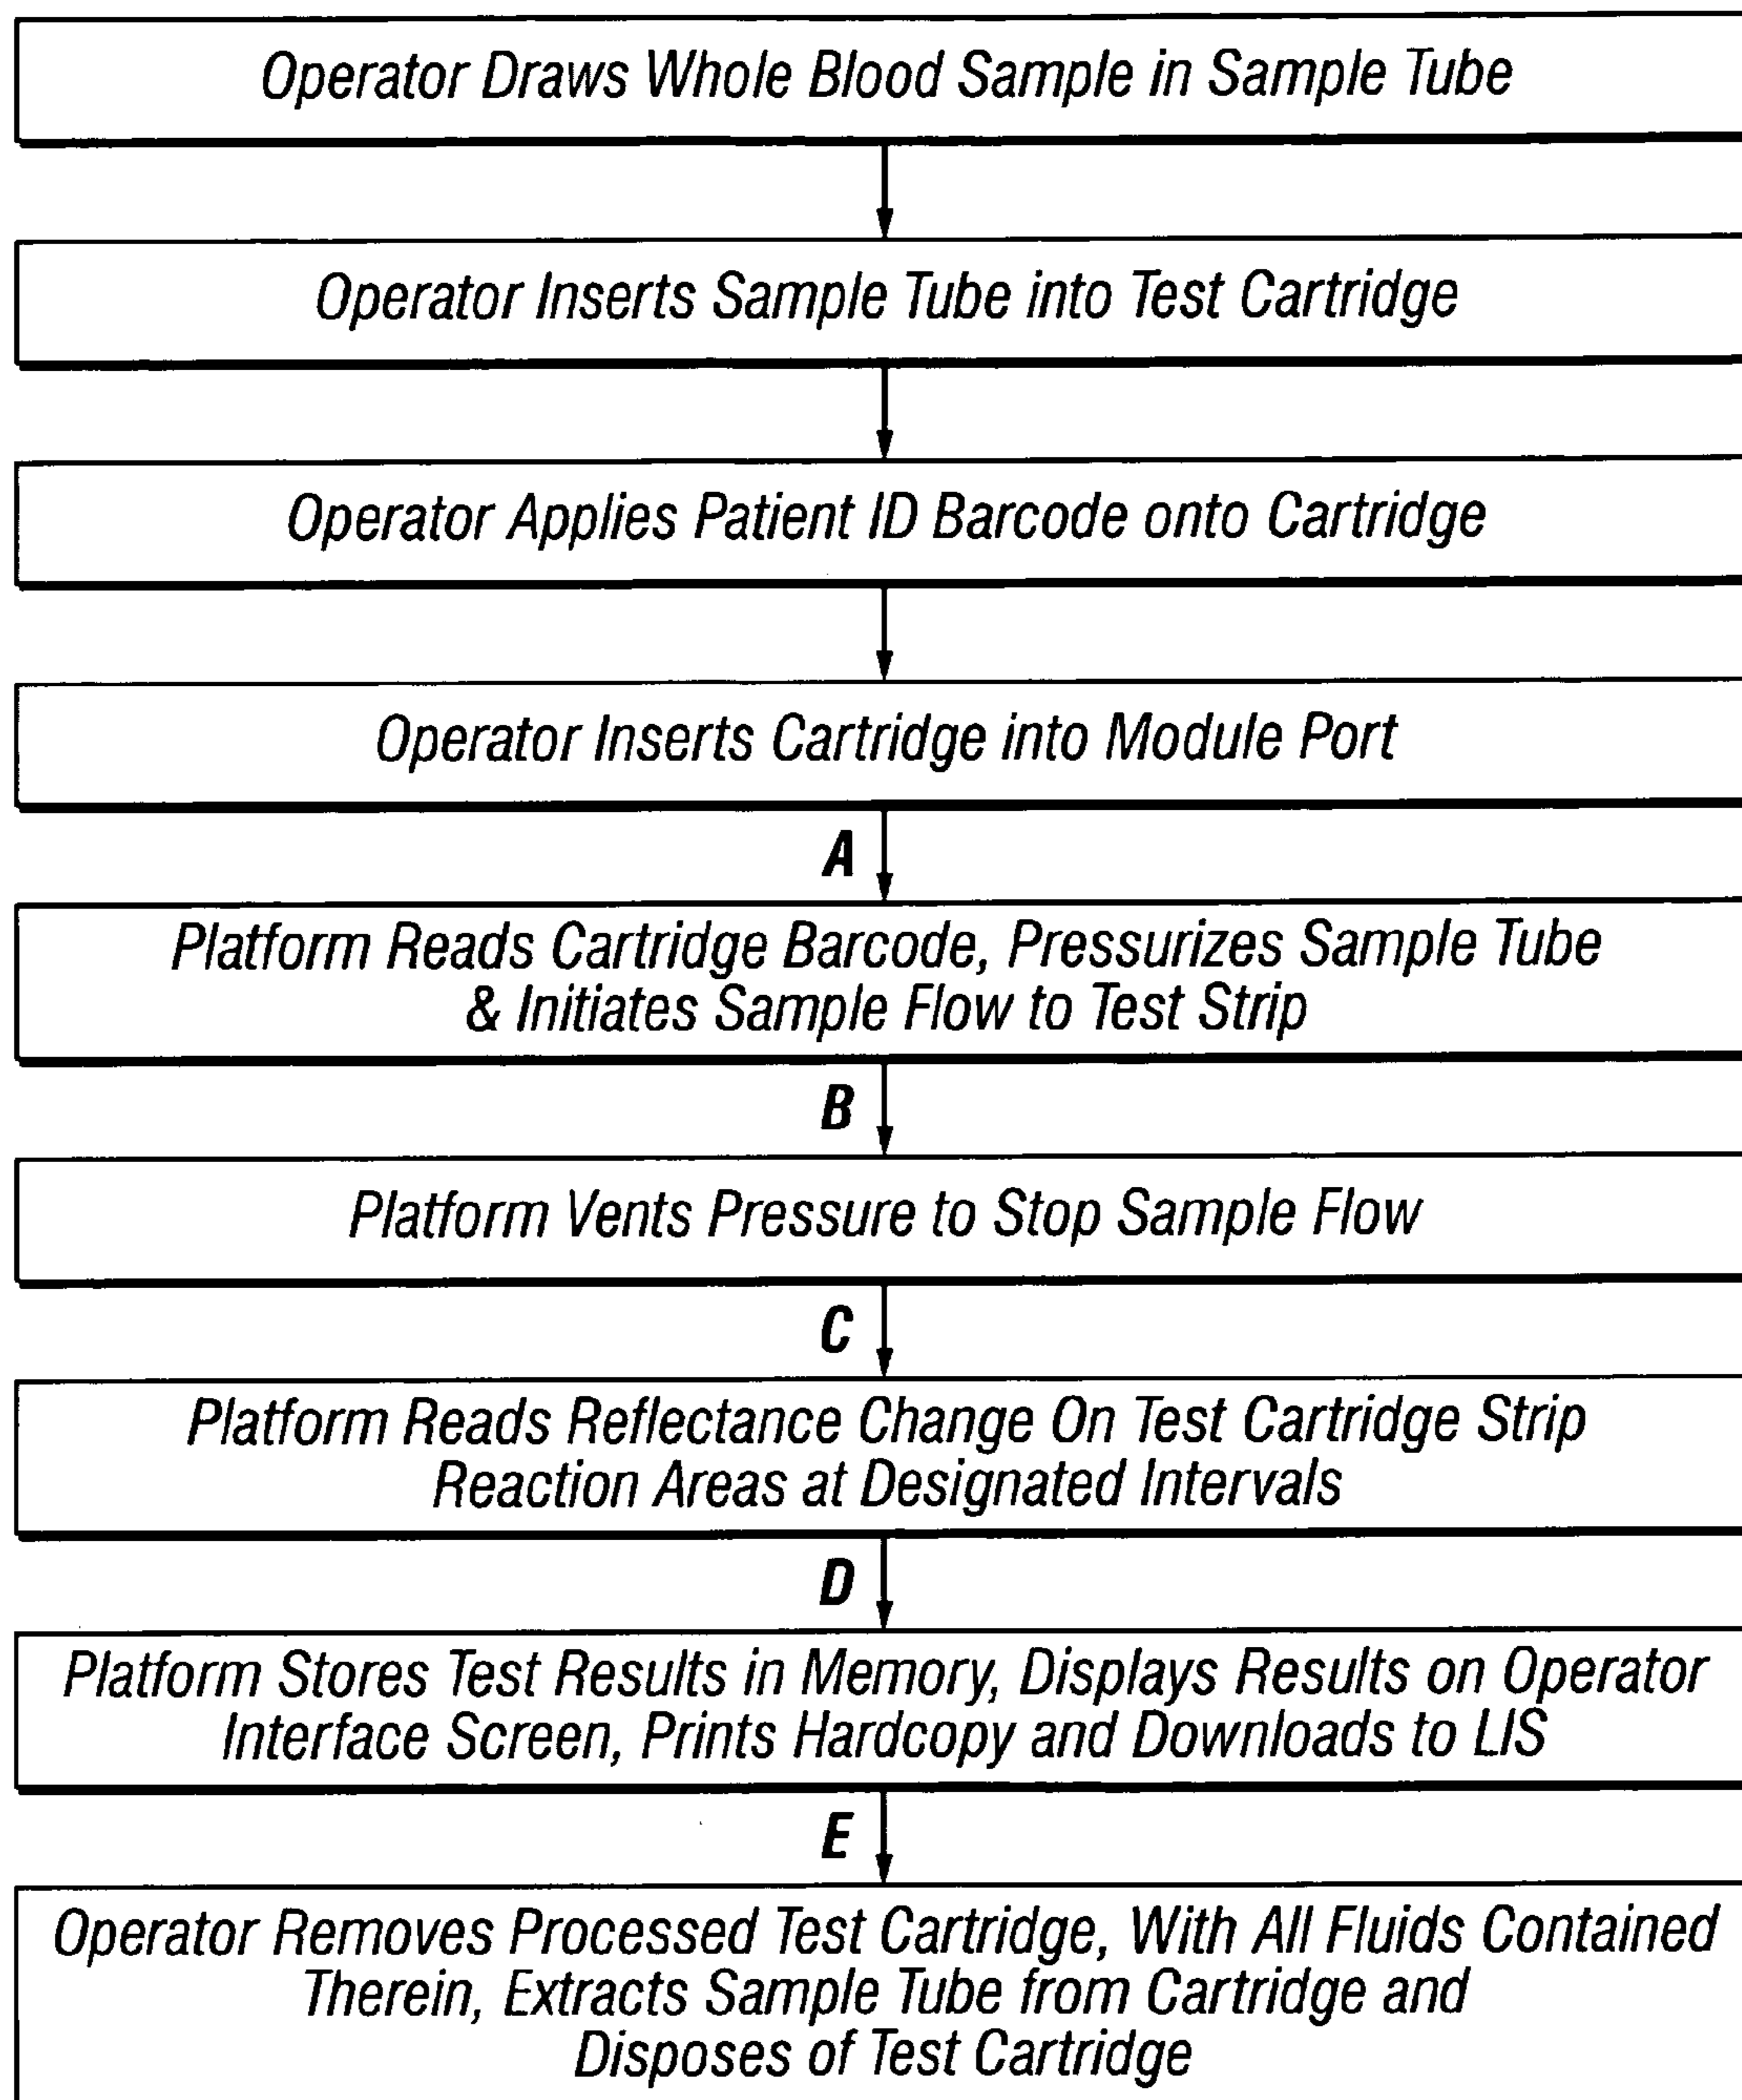 Operator Draws Whole Blood Sample in Sample Tube
Operator Inserts Sample Tube into Test Cartridge
Operator Applies Patient ID Barcode onto Cartridge
Operator Inserts Cartridge into Module Port
A
Platform Reads Cartridge Barcode, Pressurizes Sample Tube
& Initiates Sample Flow to Test Strip
B
Platform Vents Pressure to Stop Sample Flow
C
Platform Reads Reflectance Change On Test Cartridge Strip
Reaction Areas at Designated Intervals
D
Platform Stores Test Results in Memory, Displays Results on Operator
Interface Screen, Prints Hardcopy and Downloads to LIS
E
Operator Removes Processed Test Cartridge, With All Fluids Contained
Therein, Extracts Sample Tube from Cartridge and
Disposes of Test Cartridge